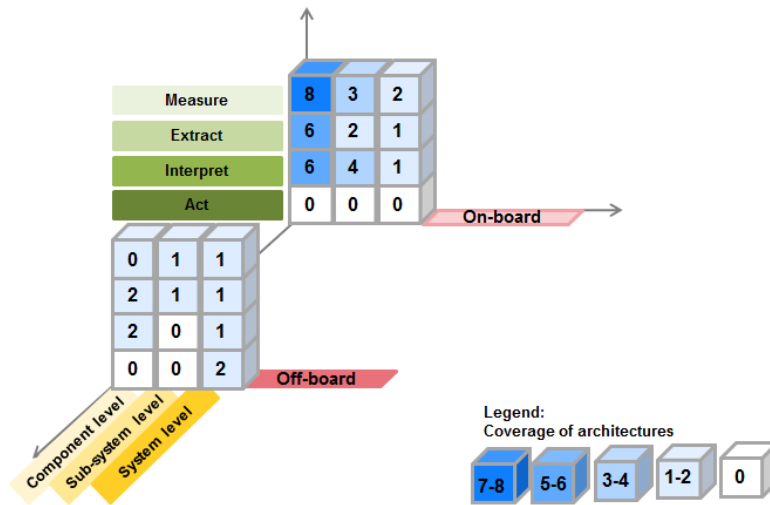 Measure
8 3 2
Extract
6 2 1
Interpret
6 4 1
Act
0 0 0
On-board
0 1 1
2 1 1
2 0 1
0 0 2
Off-board
Component level
Sub-system level
System level
Legend:
Coverage of architectures
7-8 5-6 3-4 1-2 0